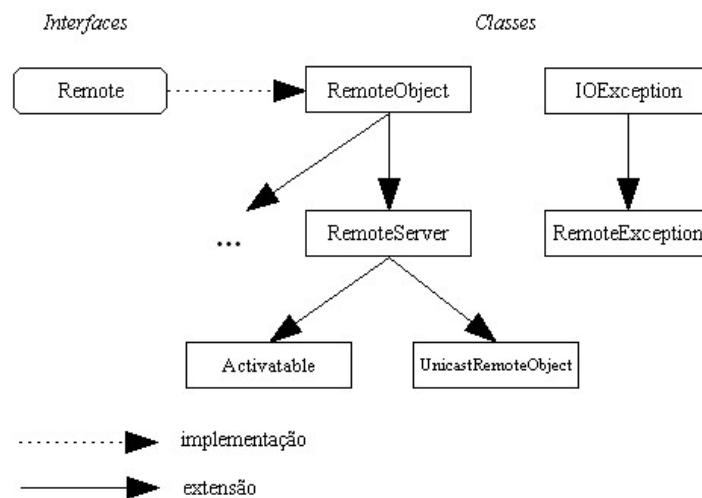 Interfaces Classes
Remote RemoteObject IOException
... RemoteServer RemoteException
Activatable UnicastRemoteObject
implementação
extensão